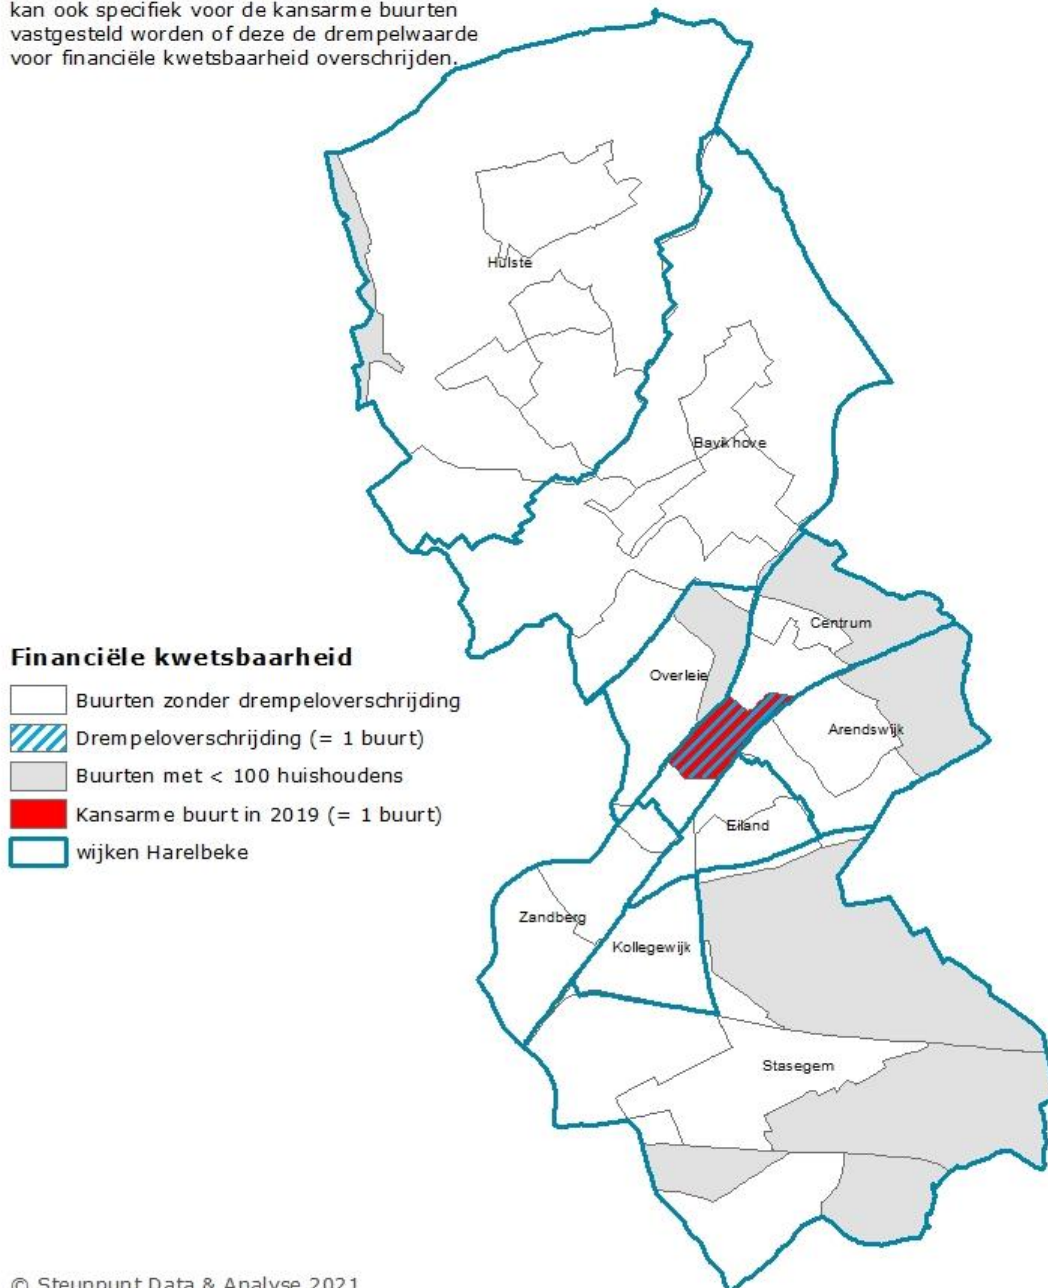 kan ook specifiek voor de kansarme buurten
vastgesteld worden of deze de drempelwaarde
voor financiële kwetsbaarheid overschrijden.
Hulste
Bavikhove
Centrum
Overleie
Arendswijk
Eiland
Zandberg
Kollegewijk
Stasegem
Financiële kwetsbaarheid
Buurten zonder drempeloverschrijding
Drempeloverschrijding (= 1 buurt)
Buurten met < 100 huishoudens
Kansarme buurt in 2019 (= 1 buurt)
wijken Harelbeke
© Steunpunt Data & Analyse 2021